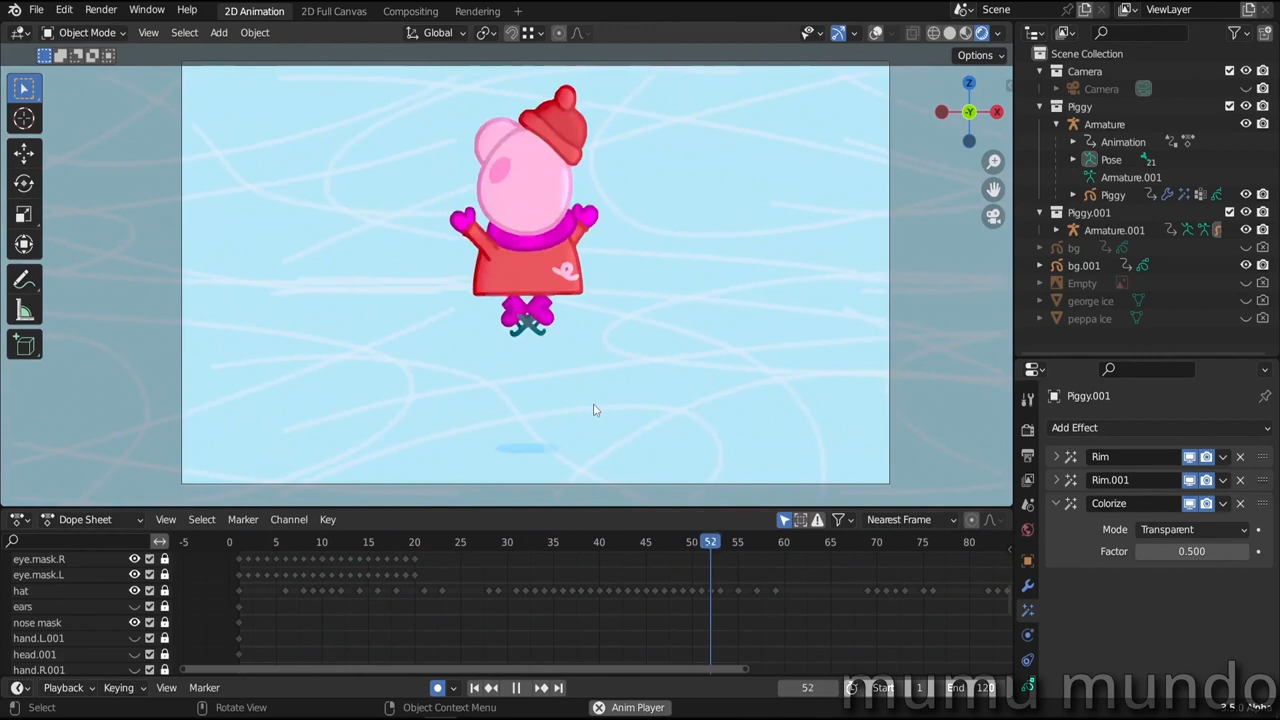 File Edit Render Window Help 2D Animation 2D Full Canvas Compositing Rendering + Scene ViewLayer
Object Mode View Select Add Object Global
Options
Z
X
-Y
Scene Collection
Camera
Camera
Piggy
Armature
Animation
Pose 21
Armature.001
Piggy
Piggy.001
Armature.001
bg
bg.001
Empty
george ice
peppa ice
Piggy.001
Add Effect
Rim
Rim.001
Colorize
Mode Transparent
Factor 0.500
Dope Sheet View Select Marker Channel Key Nearest Frame
-5 0 5 10 15 20 25 30 35 40 45 50 52 55 60 65 70 75 80
eye.mask.R
eye.mask.L
hat
ears
nose mask
hand.L.001
head.001
hand.R.001
Playback Keying View Marker 52 Start 1 End 120
Select Rotate View Object Context Menu Anim Player 3.5.0 Alpha
mumu mundo